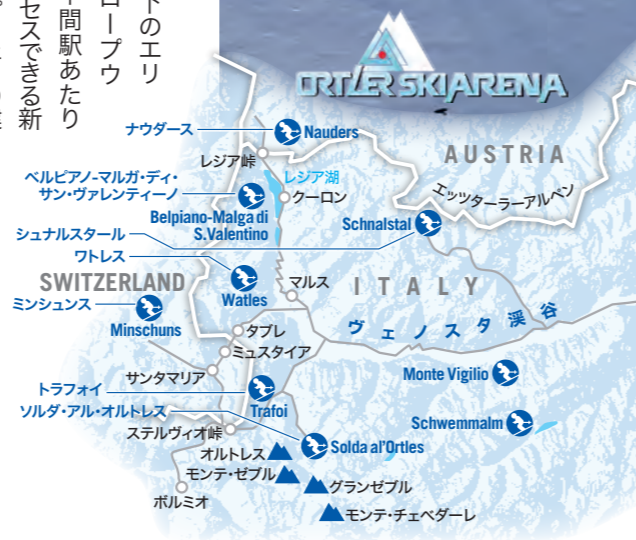 下のエリ
ロープウ
中間駅あたり
セスできる新
ORTLER SKIARENA
ナウダース
Nauders
レジア峠
AUSTRIA
ベルピアノ-マルガ・ディ・
サン・ヴァレンティーノ
レジア湖
クーロン
エッツターラーアルペン
Belpiano-Malga di
S.Valentino
Schnalstal
シュナルスタール
ワトレス
SWITZERLAND
Watles
マルス
ITALY
ミンシュンス
Minschuns
ヴェノスタ渓谷
タブレ
ミュスタイア
サンタマリア
Monte Vigilio
トラフォイ
Trafoi
ソルダ・アル・オルトレス
Schwemmalm
ステルヴィオ峠
Solda al'Ortles
オルトレス
モンテ・ゼブル
グランゼブル
ボルミオ
モンテ・チェベダーレ